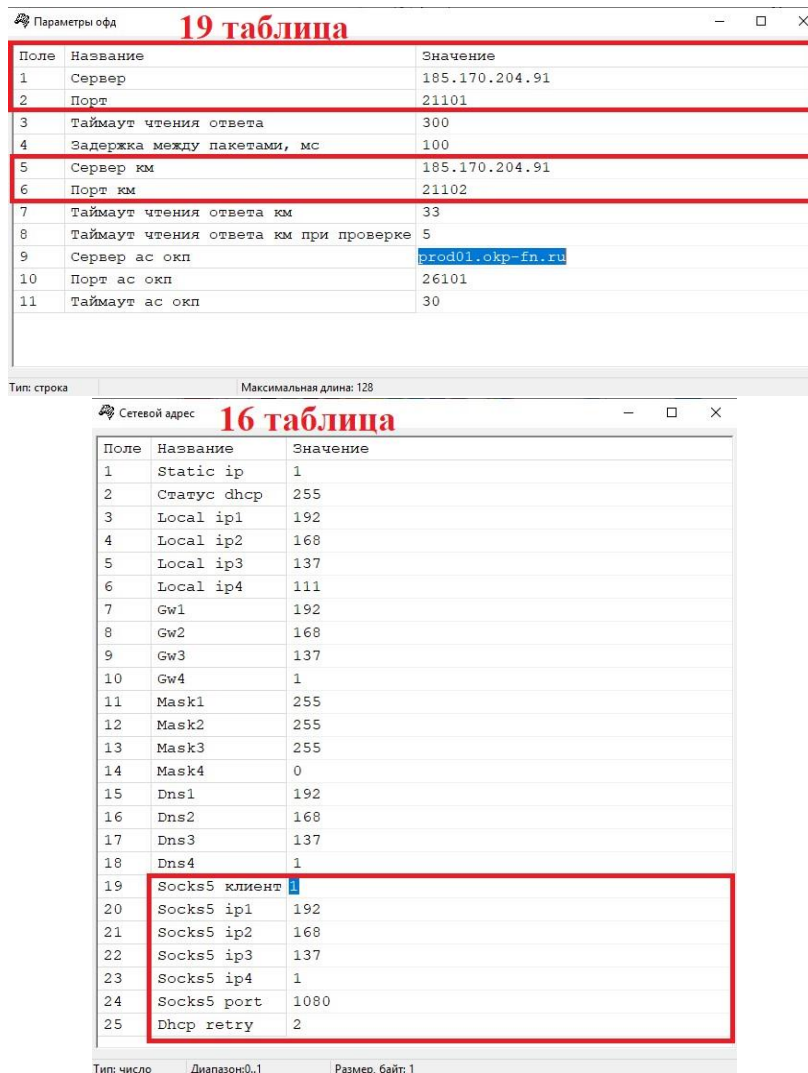 Параметры офд
19 таблица
Поле Название Значение
1 Сервер 185.170.204.91
2 Порт 21101
3 Таймаут чтения ответа 300
4 Задержка между пакетами, мс 100
5 Сервер км 185.170.204.91
6 Порт км 21102
7 Таймаут чтения ответа км 33
8 Таймаут чтения ответа км при проверке 5
9 Сервер ас окп prod01.okp-fn.ru
10 Порт ас окп 26101
11 Таймаут ас окп 30
Тип: строка Максимальная длина: 128
Сетевой адрес
16 таблица
Поле Название Значение
1 Static ip 1
2 Статус dhcp 255
3 Local ip1 192
4 Local ip2 168
5 Local ip3 137
6 Local ip4 111
7 Gw1 192
8 Gw2 168
9 Gw3 137
10 Gw4 1
11 Mask1 255
12 Mask2 255
13 Mask3 255
14 Mask4 0
15 Dns1 192
16 Dns2 168
17 Dns3 137
18 Dns4 1
19 Socks5 клиент 1
20 Socks5 ip1 192
21 Socks5 ip2 168
22 Socks5 ip3 137
23 Socks5 ip4 1
24 Socks5 port 1080
25 Dhcp retry 2
Тип: число Диапазон:0..1 Размер, байт: 1